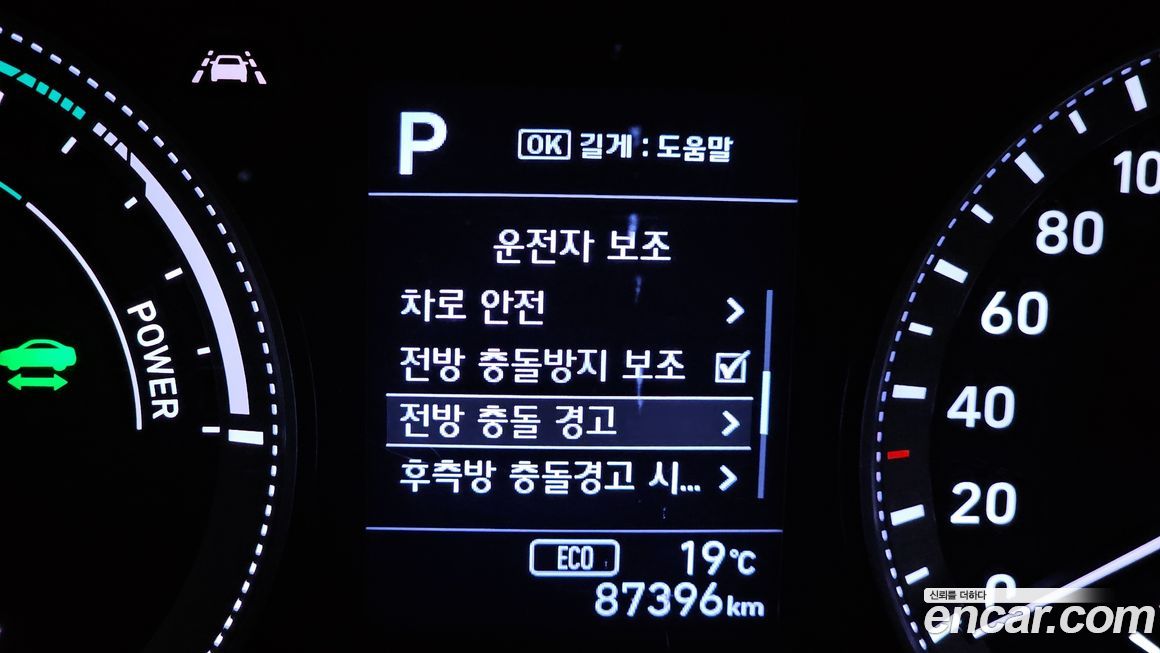 P
OK 길게 : 도움말
운전자 보조
차로 안전
전방 충돌방지 보조
전방 충돌 경고
후측방 충돌경고 시...
ECO 19℃
87396km
POWER
10
80
60
40
20
0
신뢰를 더하다
encar.com